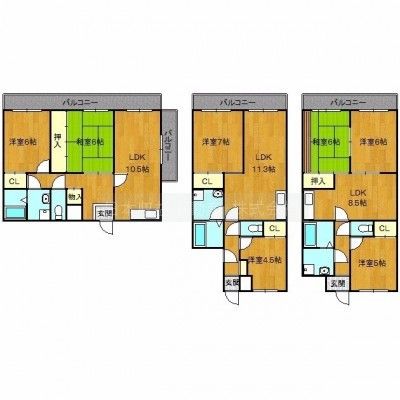 バルコニー
洋室6帖
押入
和室6帖
LDK
10.5帖
バルコニー
CL
物入
玄関
バルコニー
洋室7帖
LDK
11.3帖
CL
CL
洋室4.5帖
玄関
バルコニー
和室6帖
洋室6帖
押入
LDK
8.5帖
CL
洋室5帖
玄関